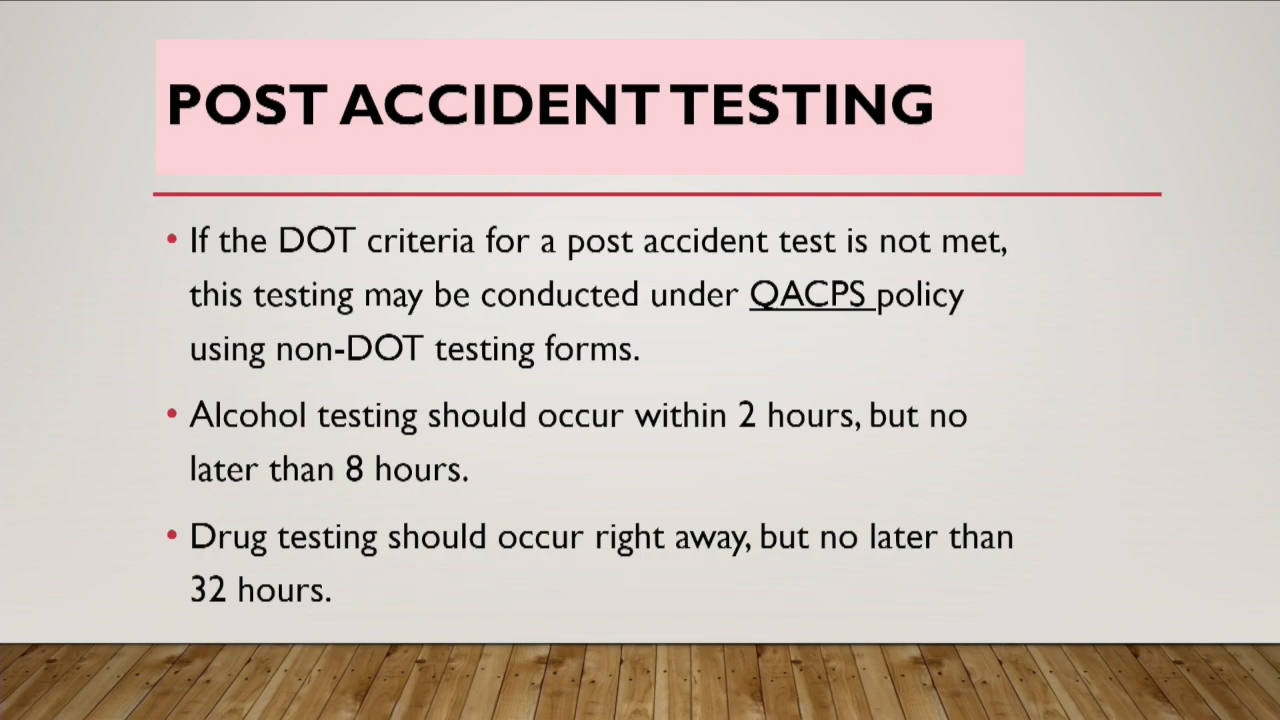 POST ACCIDENT TESTING
• If the DOT criteria for a post accident test is not met,
this testing may be conducted under QACPS policy
using non-DOT testing forms.
• Alcohol testing should occur within 2 hours, but no
later than 8 hours.
• Drug testing should occur right away, but no later than
32 hours.